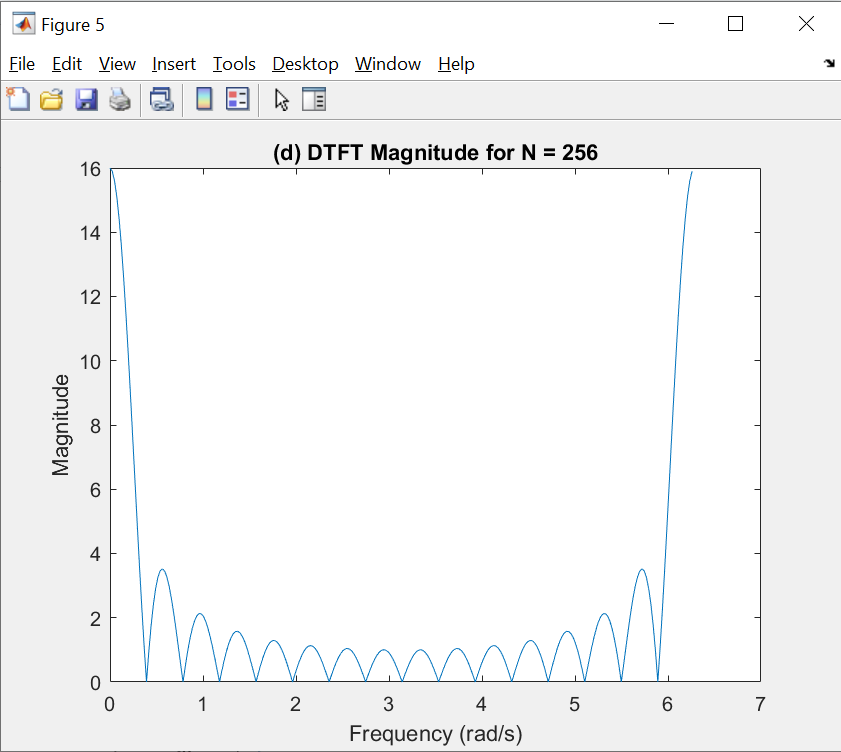 Figure 5
File Edit View Insert Tools Desktop Window Help
(d) DTFT Magnitude for N = 256
16
14
12
10
8
6
4
2
0
Magnitude
0 1 2 3 4 5 6 7
Frequency (rad/s)